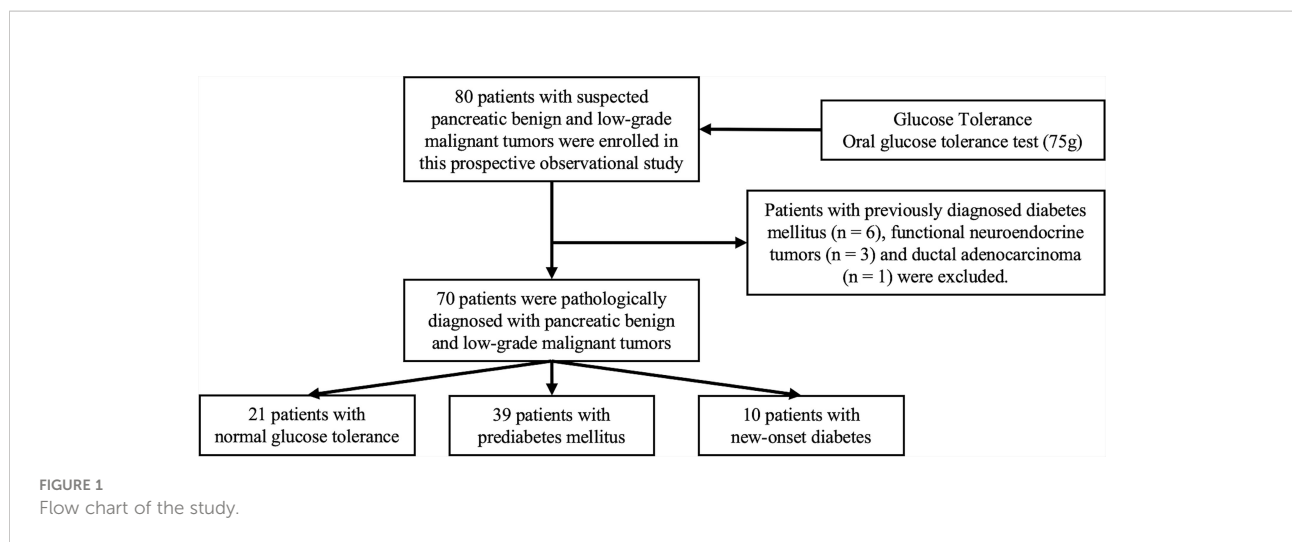 80 patients with suspected
pancreatic benign and low-grade
malignant tumors were enrolled in
this prospective observational study
Glucose Tolerance
Oral glucose tolerance test (75g)
Patients with previously diagnosed diabetes
mellitus (n = 6), functional neuroendocrine
tumors (n = 3) and ductal adenocarcinoma
(n = 1) were excluded.
70 patients were pathologically
diagnosed with pancreatic benign
and low-grade malignant tumors
21 patients with
normal glucose tolerance
39 patients with
prediabetes mellitus
10 patients with
new-onset diabetes
FIGURE 1
Flow chart of the study.